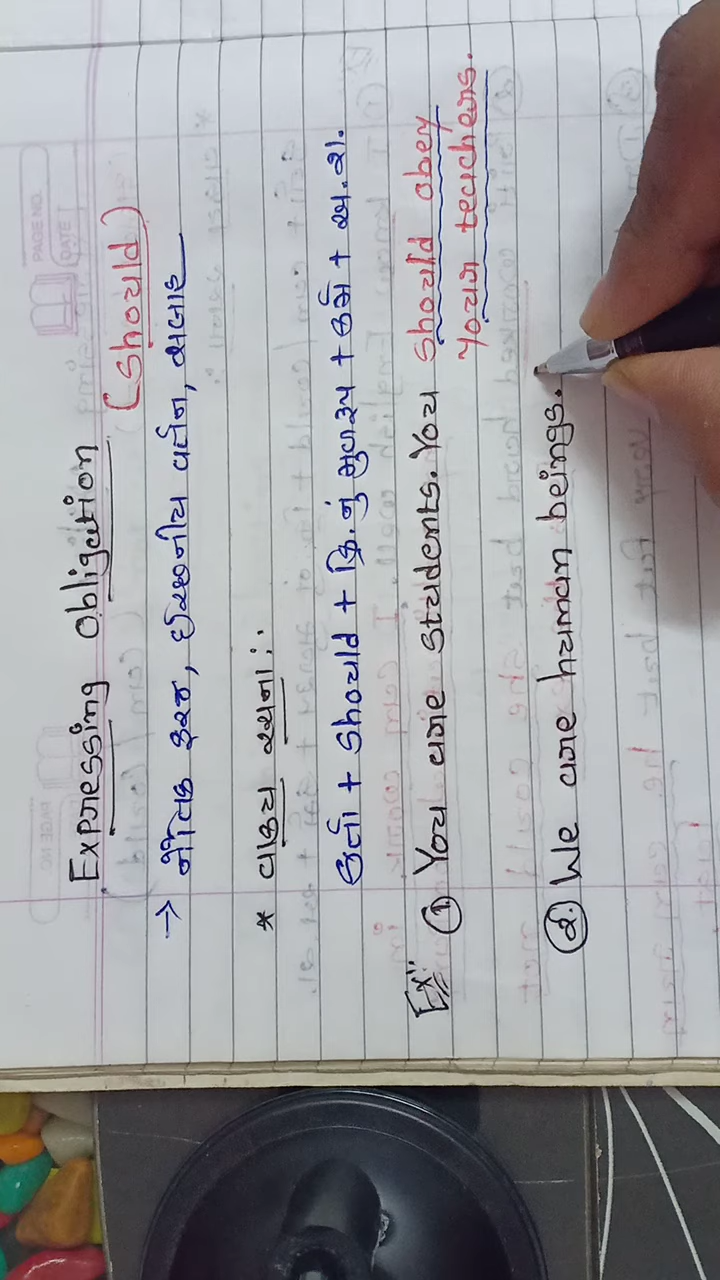 Expressing obligation
(should)
→ નૈતિક ફરજ, ઈચ્છનીય વર્તન, સલાહ
* વાક્ય રચના :
કર્તા + should + ક્રિ. નું મુળરૂપ + કર્મ + અ.શ.
Ex:- ① You are students. You should obey
your teachers.
②. We are human beings.